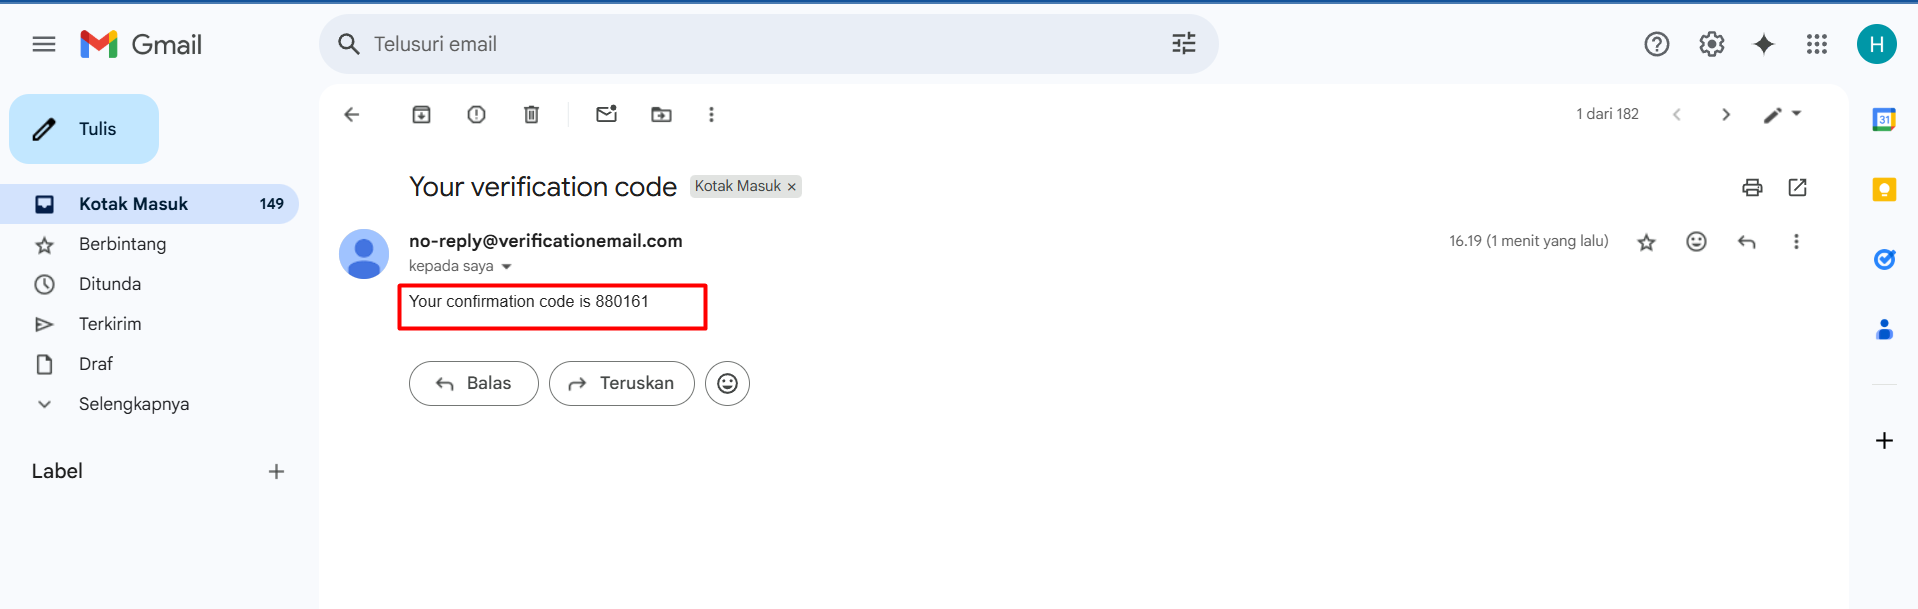 Gmail
Telusuri email
H
Tulis
1 dari 182
31
Your verification code
Kotak Masuk ×
Kotak Masuk 149
Berbintang
Ditunda
Terkirim
Draf
Selengkapnya
Label
no-reply@verificationemail.com
16.19 (1 menit yang lalu)
kepada saya
Your confirmation code is 880161
Balas
Teruskan